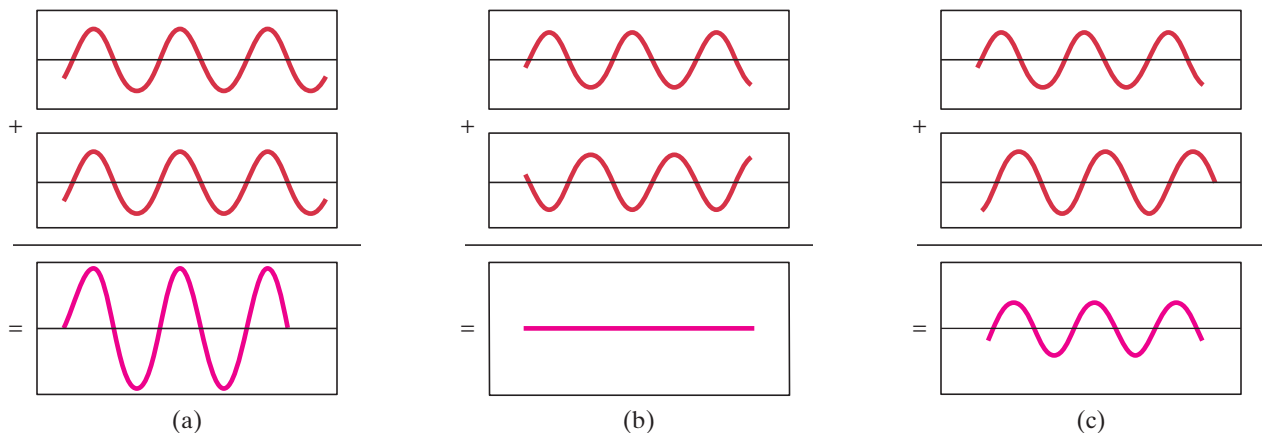 + + +
= = =
(a) (b) (c)